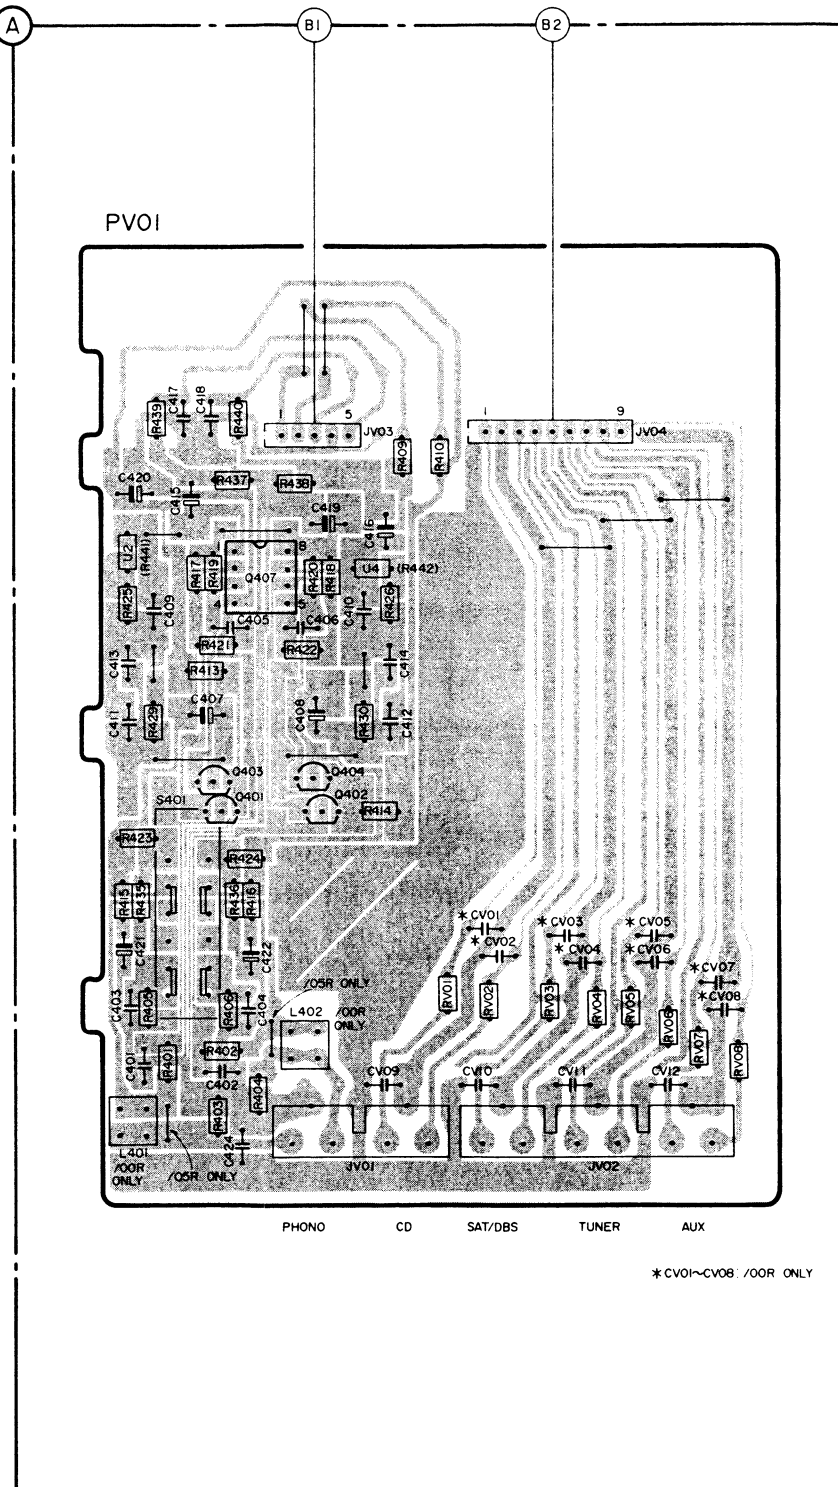 A B1 B2
PV01
C417 C418
R439 R440
1 5 JV03
1 9 JV04
R409 R410
C420 R437 R438
C415 C419 C416
U2 (R441) R417 R419 1 8 Q407 R420 R418 U4 (R442)
R425 C409 4 5 C410 R426
C405 C406
R421 R422
C413 R413 C414
C407 C408
C411 R429 R430 C412
Q403 Q404
S401 Q401 Q402 R414
R423
R424
R415 R435 R436 R416
*CV01 *CV03 *CV05
C421 C422 *CV02 *CV04 *CV06
*CV07
/05R ONLY
C403 R405 R406 C404 L402 /00R ONLY RV01 RV02 RV03 RV04 RV05 *CV08
RV06 RV07 RV08
C401 R401 R402
C402 R404 CV09 CV10 CV11 CV12
R403
L401 C424
/00R ONLY /05R ONLY JV01 JV02
PHONO CD SAT/DBS TUNER AUX
*CV01~CV08: /00R ONLY